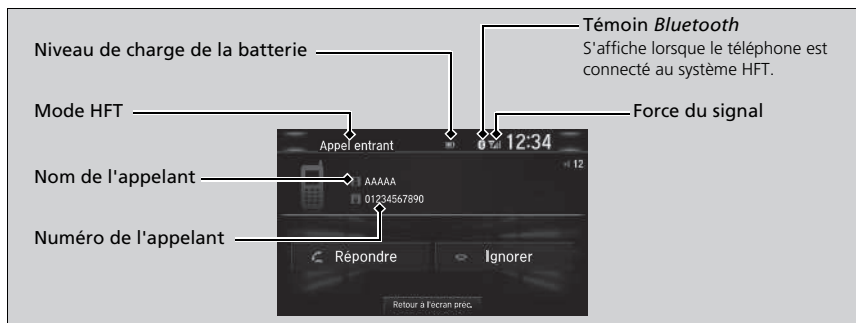 Témoin Bluetooth
S'affiche lorsque le téléphone est
connecté au système HFT.
Niveau de charge de la batterie
Mode HFT
Force du signal
Appel entrant
12:34
12
Nom de l'appelant
AAAAA
01234567890
Numéro de l'appelant
Répondre
Ignorer
Retour a l'écran préc.